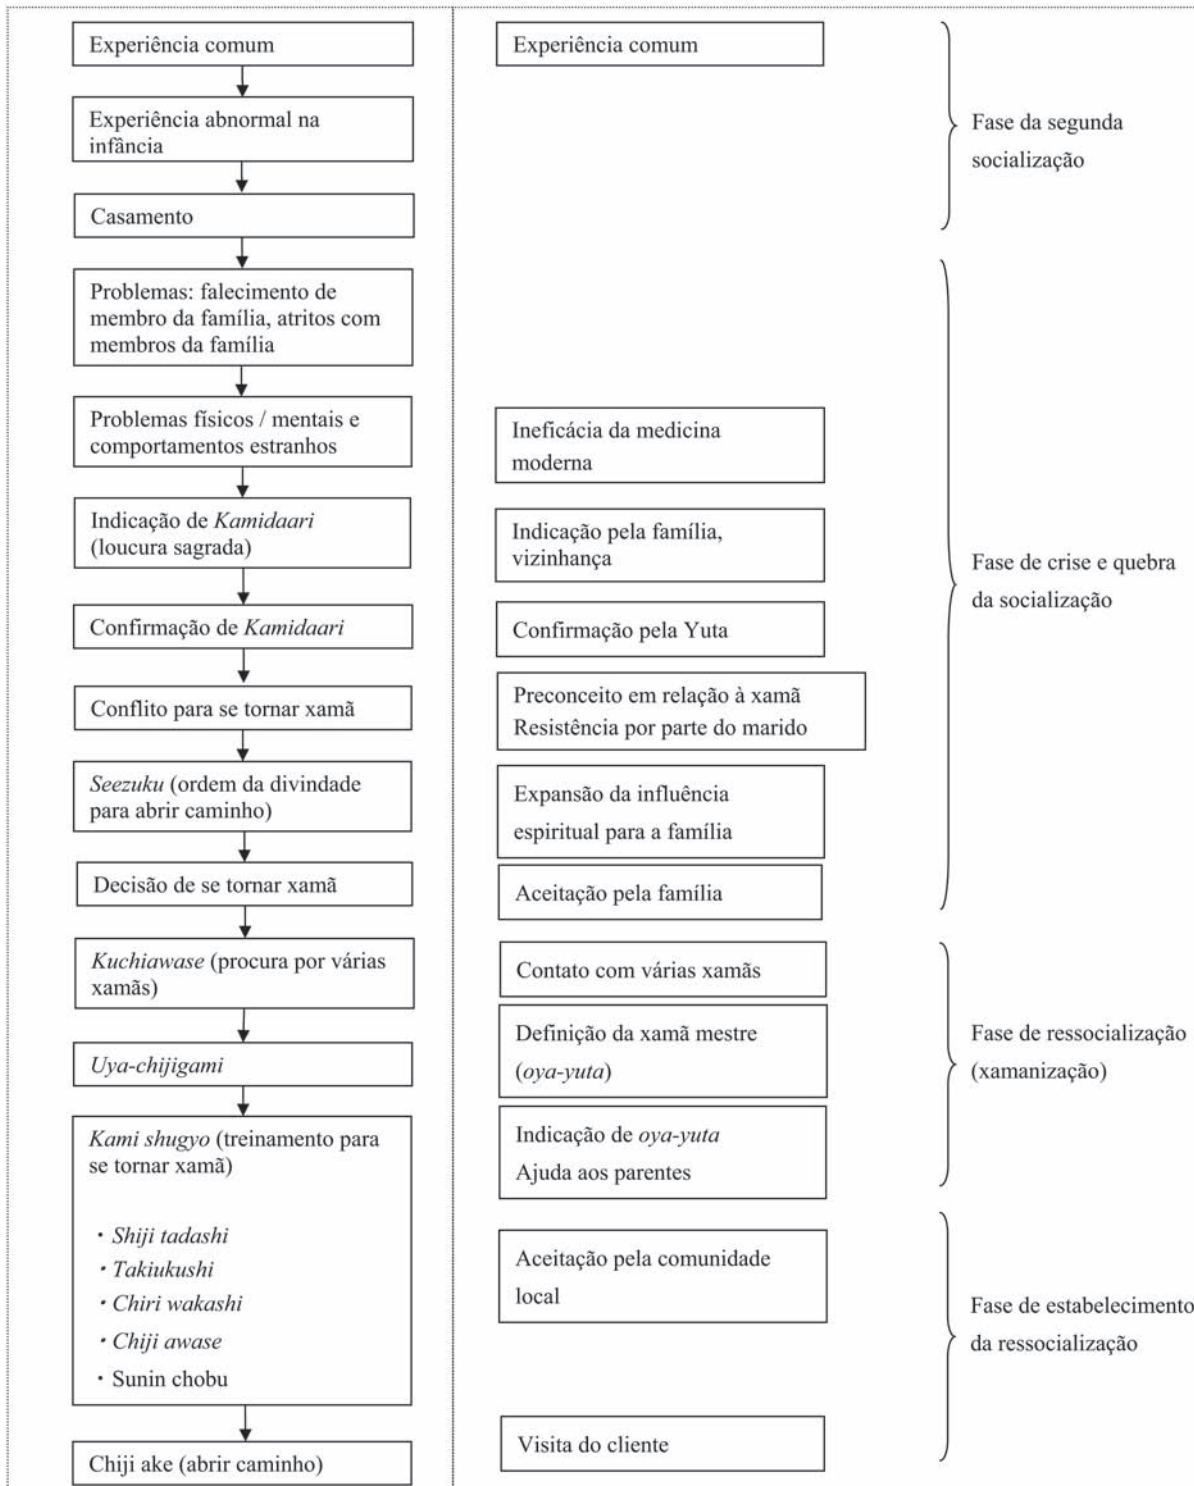 Experiência comum
Experiência abnormal na
infância
Casamento
Problemas: falecimento de
membro da família, atritos com
membros da família
Problemas físicos / mentais e
comportamentos estranhos
Indicação de Kamidaari
(loucura sagrada)
Confirmação de Kamidaari
Conflito para se tornar xamã
Seezuku (ordem da divindade
para abrir caminho)
Decisão de se tornar xamã
Kuchiawase (procura por várias
xamãs)
Uya-chijigami
Kami shugyo (treinamento para
se tornar xamã)
・Shiji tadashi
・Takiukushi
・Chiri wakashi
・Chiji awase
・Sunin chobu
Chiji ake (abrir caminho)
Experiência comum
Ineficácia da medicina
moderna
Indicação pela família,
vizinhança
Confirmação pela Yuta
Preconceito em relação à xamã
Resistência por parte do marido
Expansão da influência
espiritual para a família
Aceitação pela família
Contato com várias xamãs
Definição da xamã mestre
(oya-yuta)
Indicação de oya-yuta
Ajuda aos parentes
Aceitação pela comunidade
local
Visita do cliente
Fase da segunda
socialização
Fase de crise e quebra
da socialização
Fase de ressocialização
(xamanização)
Fase de estabelecimento
da ressocialização